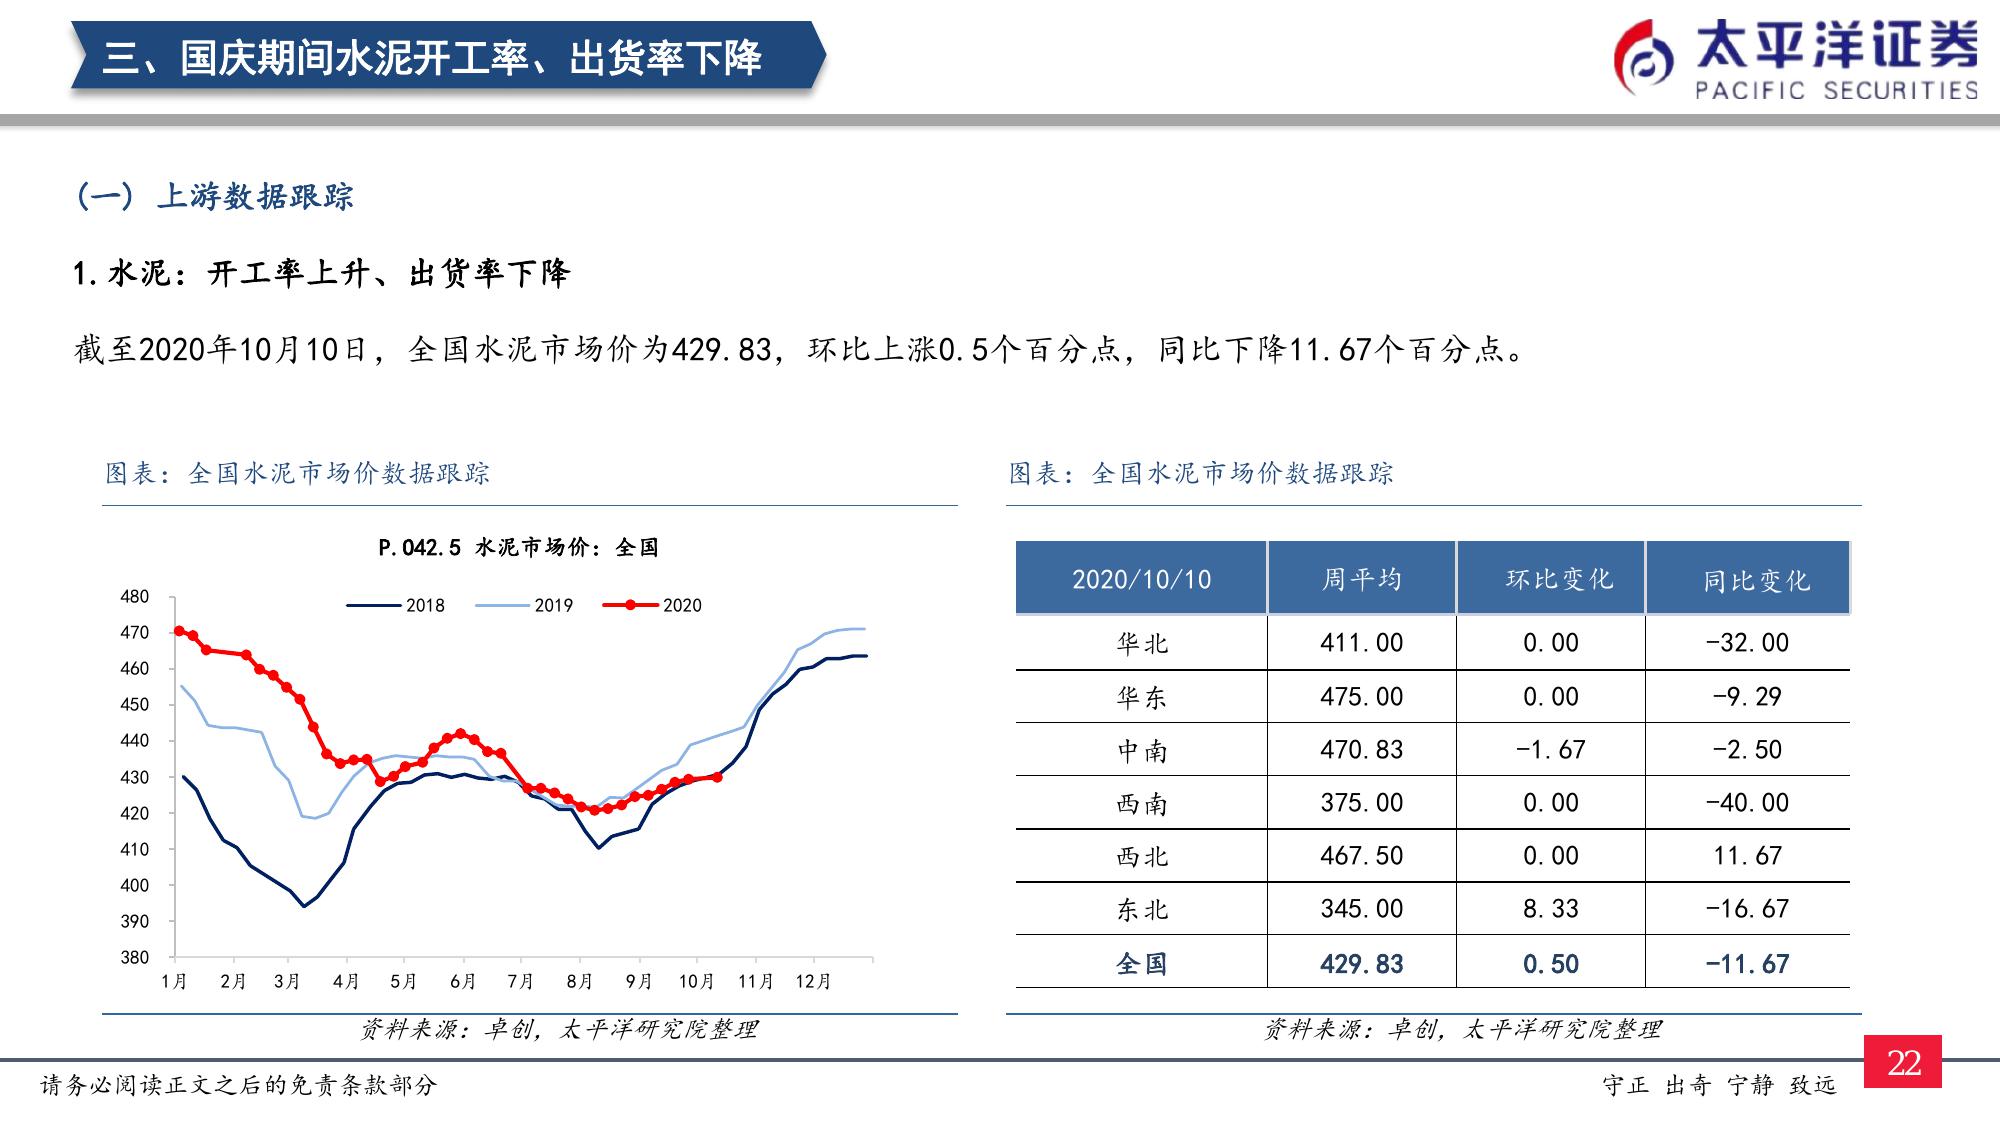 三、国庆期间水泥开工率、出货率下降
太平洋证券
PACIFIC SECURITIES
(一) 上游数据跟踪
1.水泥：开工率上升、出货率下降
截至2020年10月10日，全国水泥市场价为429.83，环比上涨0.5个百分点，同比下降11.67个百分点。
图表：全国水泥市场价数据跟踪
P.042.5 水泥市场价：全国
2018 2019 2020
480
470
460
450
440
430
420
410
400
390
380
1月 2月 3月 4月 5月 6月 7月 8月 9月 10月 11月 12月
资料来源：卓创，太平洋研究院整理
图表：全国水泥市场价数据跟踪
2020/10/10 周平均 环比变化 同比变化
华北 411.00 0.00 -32.00
华东 475.00 0.00 -9.29
中南 470.83 -1.67 -2.50
西南 375.00 0.00 -40.00
西北 467.50 0.00 11.67
东北 345.00 8.33 -16.67
全国 429.83 0.50 -11.67
资料来源：卓创，太平洋研究院整理
请务必阅读正文之后的免责条款部分
守正 出奇 宁静 致远
22